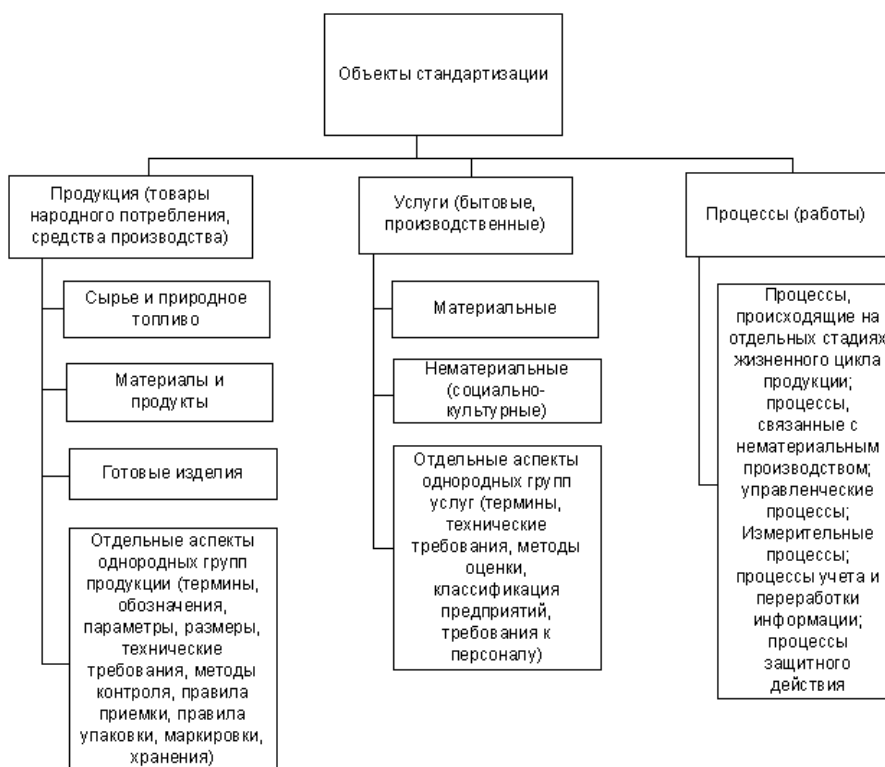 Объекты стандартизации
Продукция (товары
народного потребления,
средства производства)
Сырье и природное
топливо
Материалы и
продукты
Готовые изделия
Отдельные аспекты
однородных групп
продукции (термины,
обозначения,
параметры, размеры,
технические
требования, методы
контроля, правила
приемки, правила
упаковки, маркировки,
хранения)
Услуги (бытовые,
производственные)
Материальные
Нематериальные
(социально-
культурные)
Отдельные аспекты
однородных групп
услуг (термины,
технические
требования, методы
оценки,
классификация
предприятий,
требования к
персоналу)
Процессы (работы)
Процессы,
происходящие на
отдельных стадиях
жизненного цикла
продукции;
процессы,
связанные с
нематериальным
производством;
управленческие
процессы;
Измерительные
процессы;
процессы учета и
переработки
информации;
процессы
защитного
действия